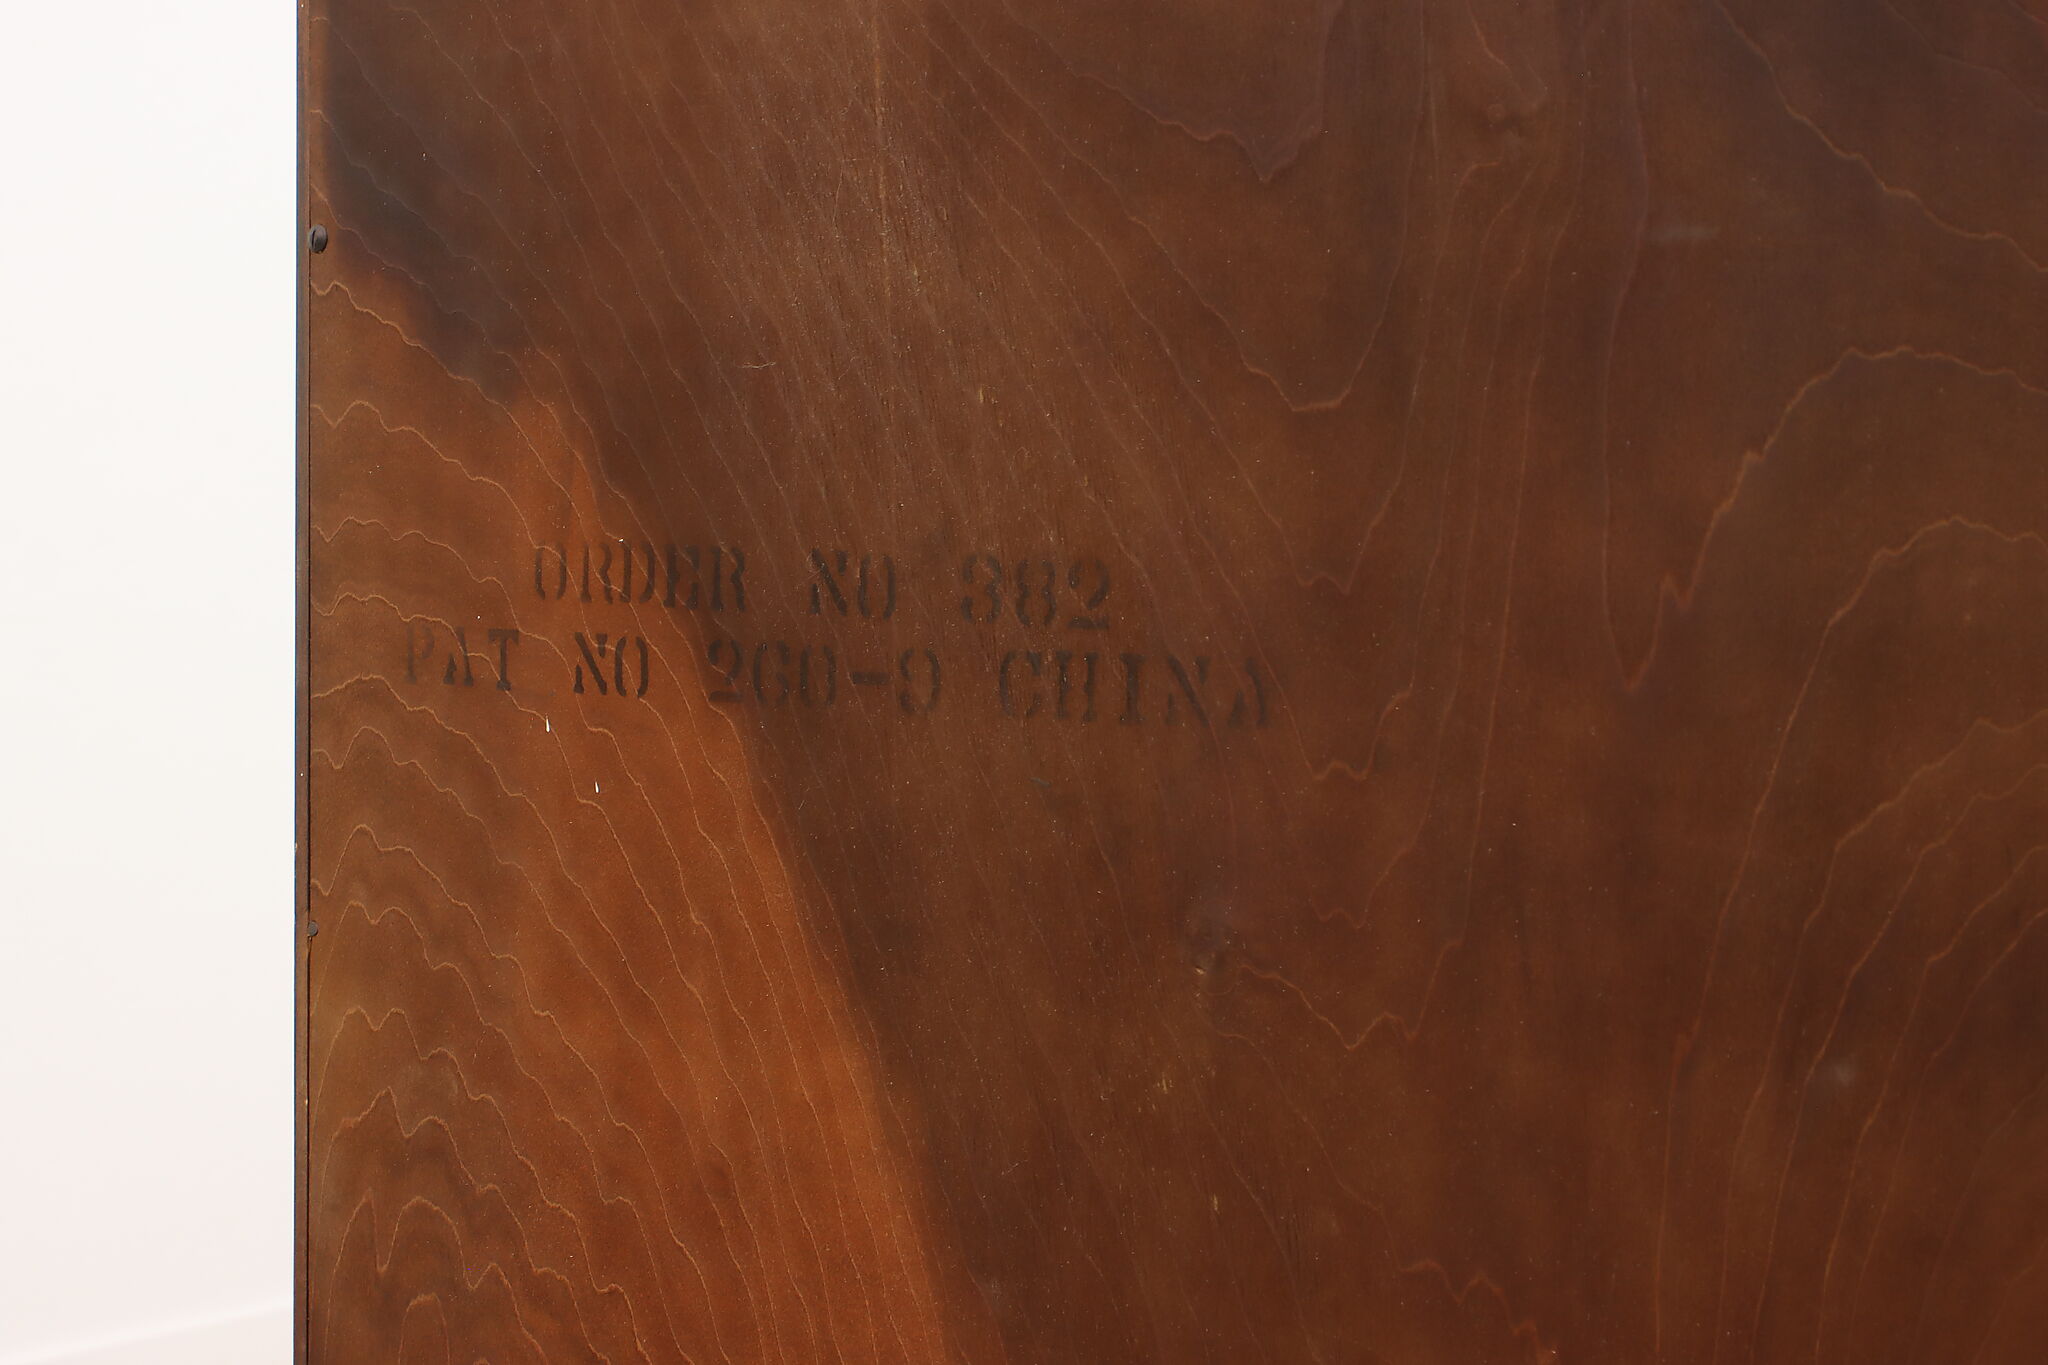 ORDER NO 382
PAT NO 260-9 CHINA